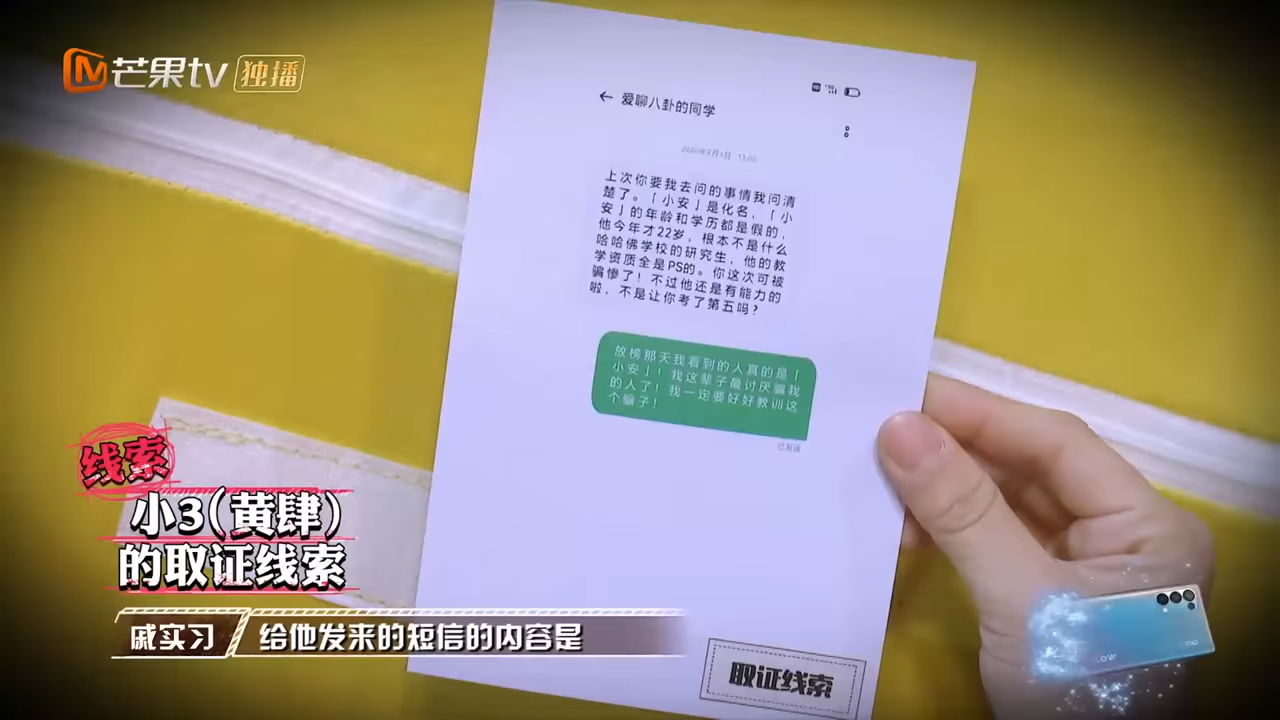 芒果tv 独播
爱聊八卦的同学
上次你要我去问的事情我问清
楚了。「小安」是化名，「小
安」的年龄和学历都是假的，
他今年才22岁，根本不是什么
哈哈佛学校的研究生，他的教
学资质全是PS的。你这次可被
骗惨了！不过他还是有能力的
啦，不是让你考了第五吗？
放榜那天我看到的人真的是「
小安」！我这辈子最讨厌骗我
的人了！我一定要好好教训这
个骗子！
已发送
线索
小3（黄肆）
的取证线索
戚实习 给他发来的短信的内容是
取证线索